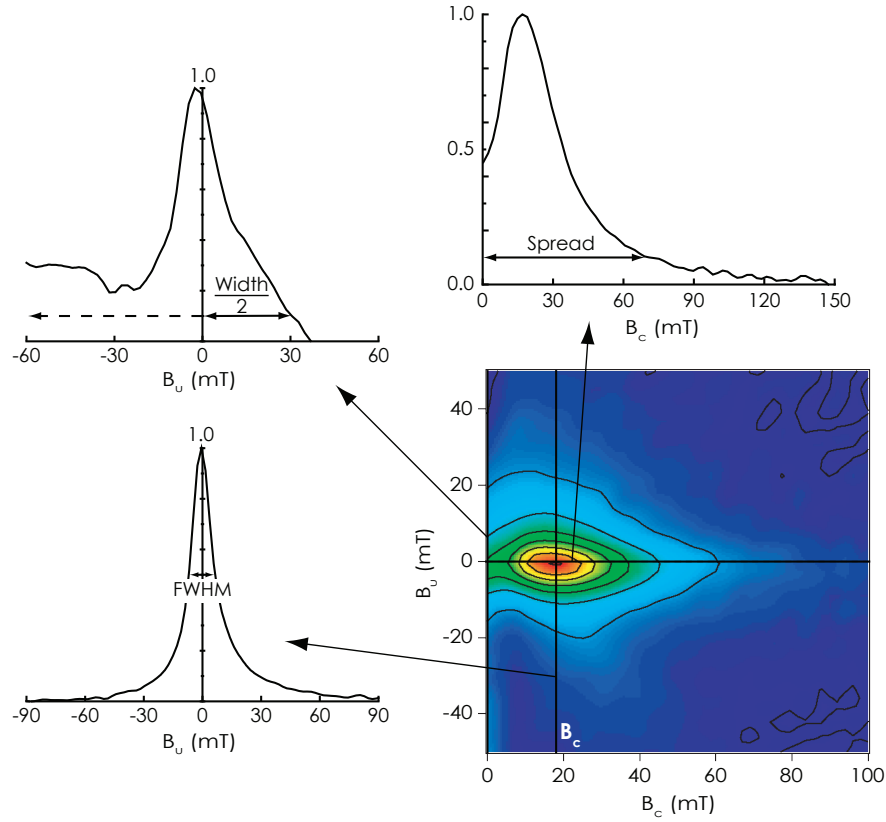 1.0
Width
2
-60 -30 0 30 60
B_u (mT)
1.0
0.5
0.0
Spread
0 30 60 90 120 150
B_c (mT)
1.0
FWHM
-90 -60 -30 0 30 60 90
B_u (mT)
40
20
0
-20
-40
B_u (mT)
B_c
0 20 40 60 80 100
B_c (mT)